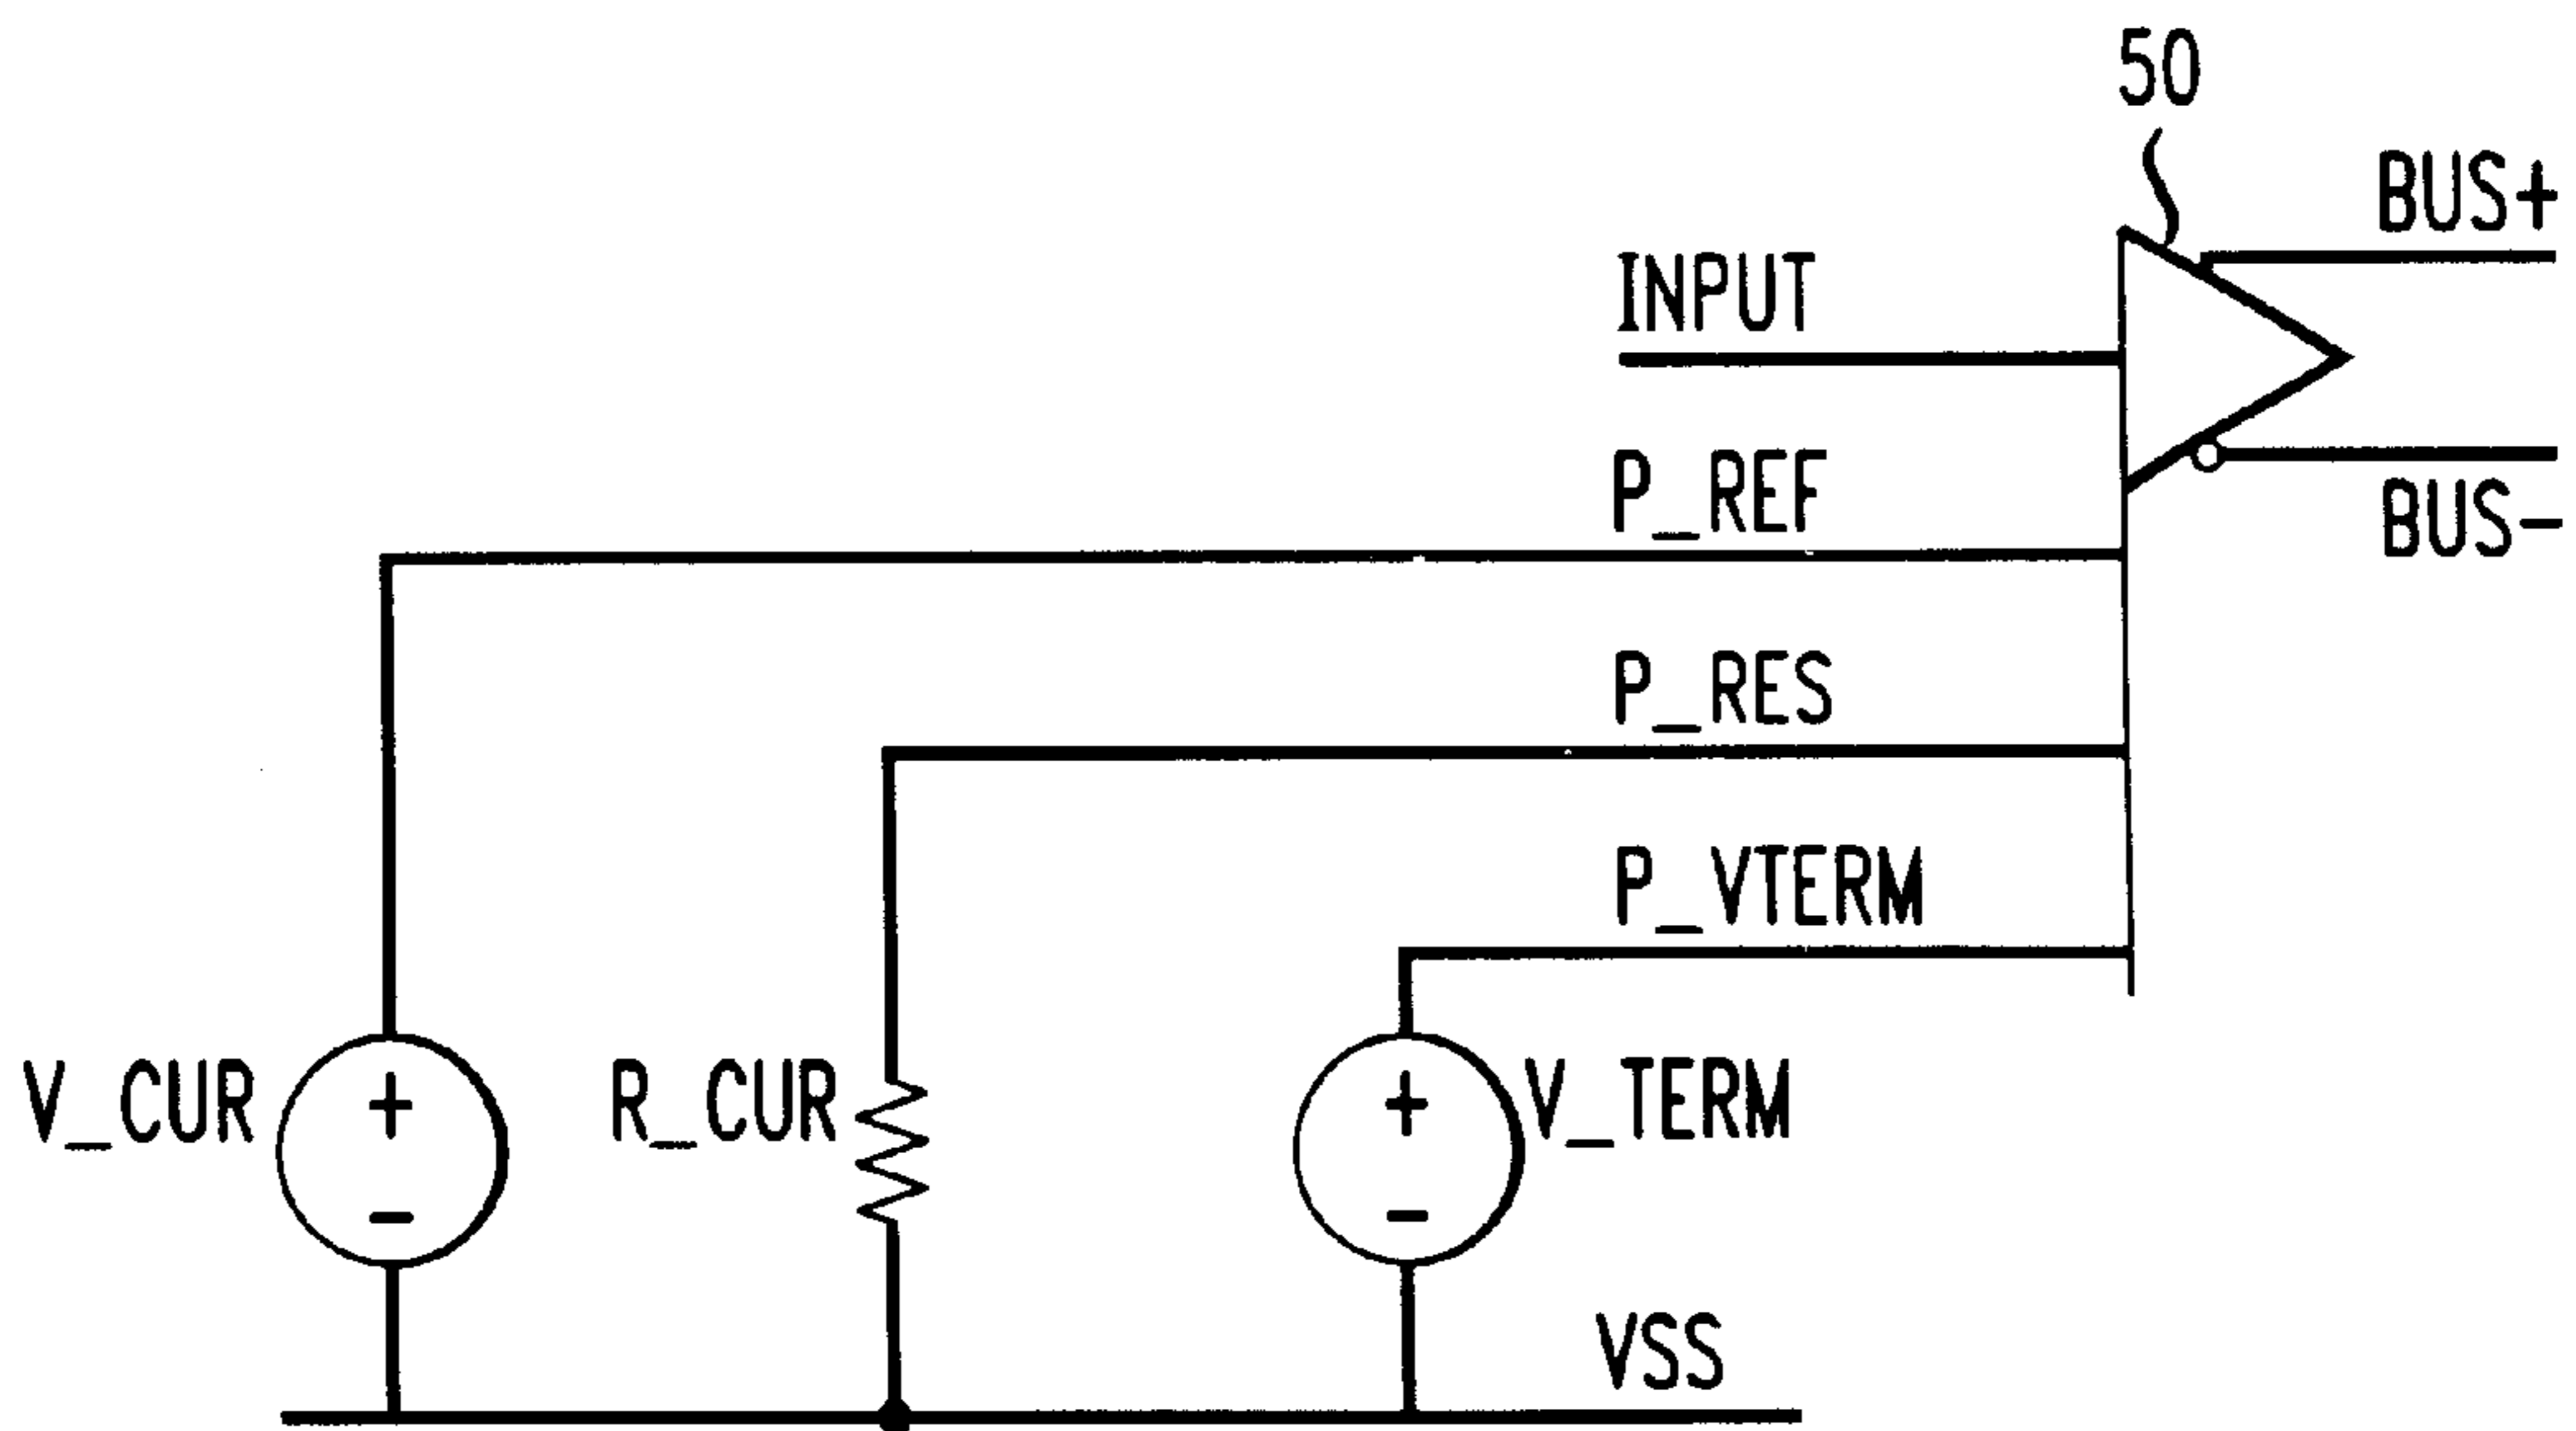 50
BUS+
INPUT
P_REF
BUS-
P_RES
P_VTERM
V_CUR
+
-
R_CUR
+
-
V_TERM
VSS